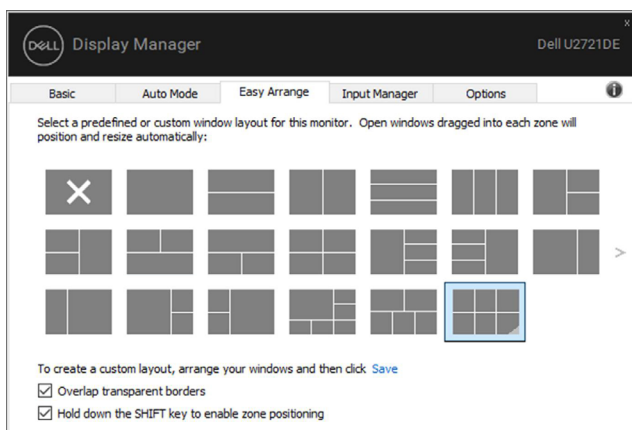 DELL Display Manager
x
Dell U2721DE
Basic Auto Mode Easy Arrange Input Manager Options
Select a predefined or custom window layout for this monitor. Open windows dragged into each zone will
position and resize automatically:
To create a custom layout, arrange your windows and then click Save
Overlap transparent borders
Hold down the SHIFT key to enable zone positioning